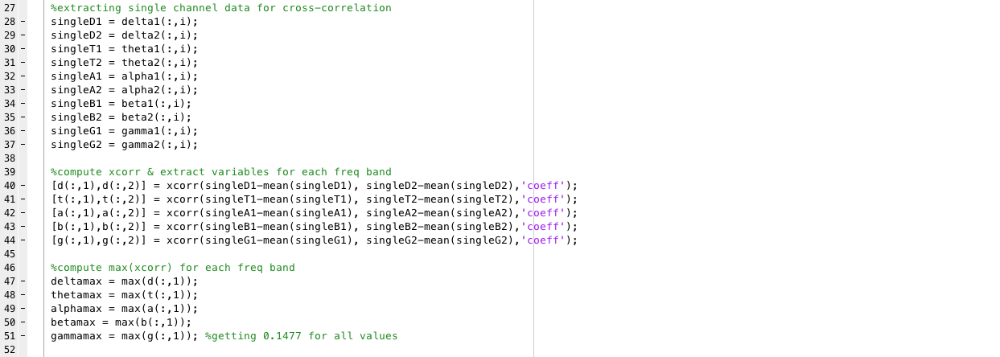 27 %extracting single channel data for cross-correlation
28 - singleD1 = delta1(:,i);
29 - singleD2 = delta2(:,i);
30 - singleT1 = theta1(:,i);
31 - singleT2 = theta2(:,i);
32 - singleA1 = alpha1(:,i);
33 - singleA2 = alpha2(:,i);
34 - singleB1 = beta1(:,i);
35 - singleB2 = beta2(:,i);
36 - singleG1 = gamma1(:,i);
37 - singleG2 = gamma2(:,i);
38
39 %compute xcorr & extract variables for each freq band
40 - [d(:,1),d(:,2)] = xcorr(singleD1-mean(singleD1), singleD2-mean(singleD2),'coeff');
41 - [t(:,1),t(:,2)] = xcorr(singleT1-mean(singleT1), singleT2-mean(singleT2),'coeff');
42 - [a(:,1),a(:,2)] = xcorr(singleA1-mean(singleA1), singleA2-mean(singleA2),'coeff');
43 - [b(:,1),b(:,2)] = xcorr(singleB1-mean(singleB1), singleB2-mean(singleB2),'coeff');
44 - [g(:,1),g(:,2)] = xcorr(singleG1-mean(singleG1), singleG2-mean(singleG2),'coeff');
45
46 %compute max(xcorr) for each freq band
47 - deltamax = max(d(:,1));
48 - thetamax = max(t(:,1));
49 - alphamax = max(a(:,1));
50 - betamax = max(b(:,1));
51 - gammamax = max(g(:,1)); %getting 0.1477 for all values
52